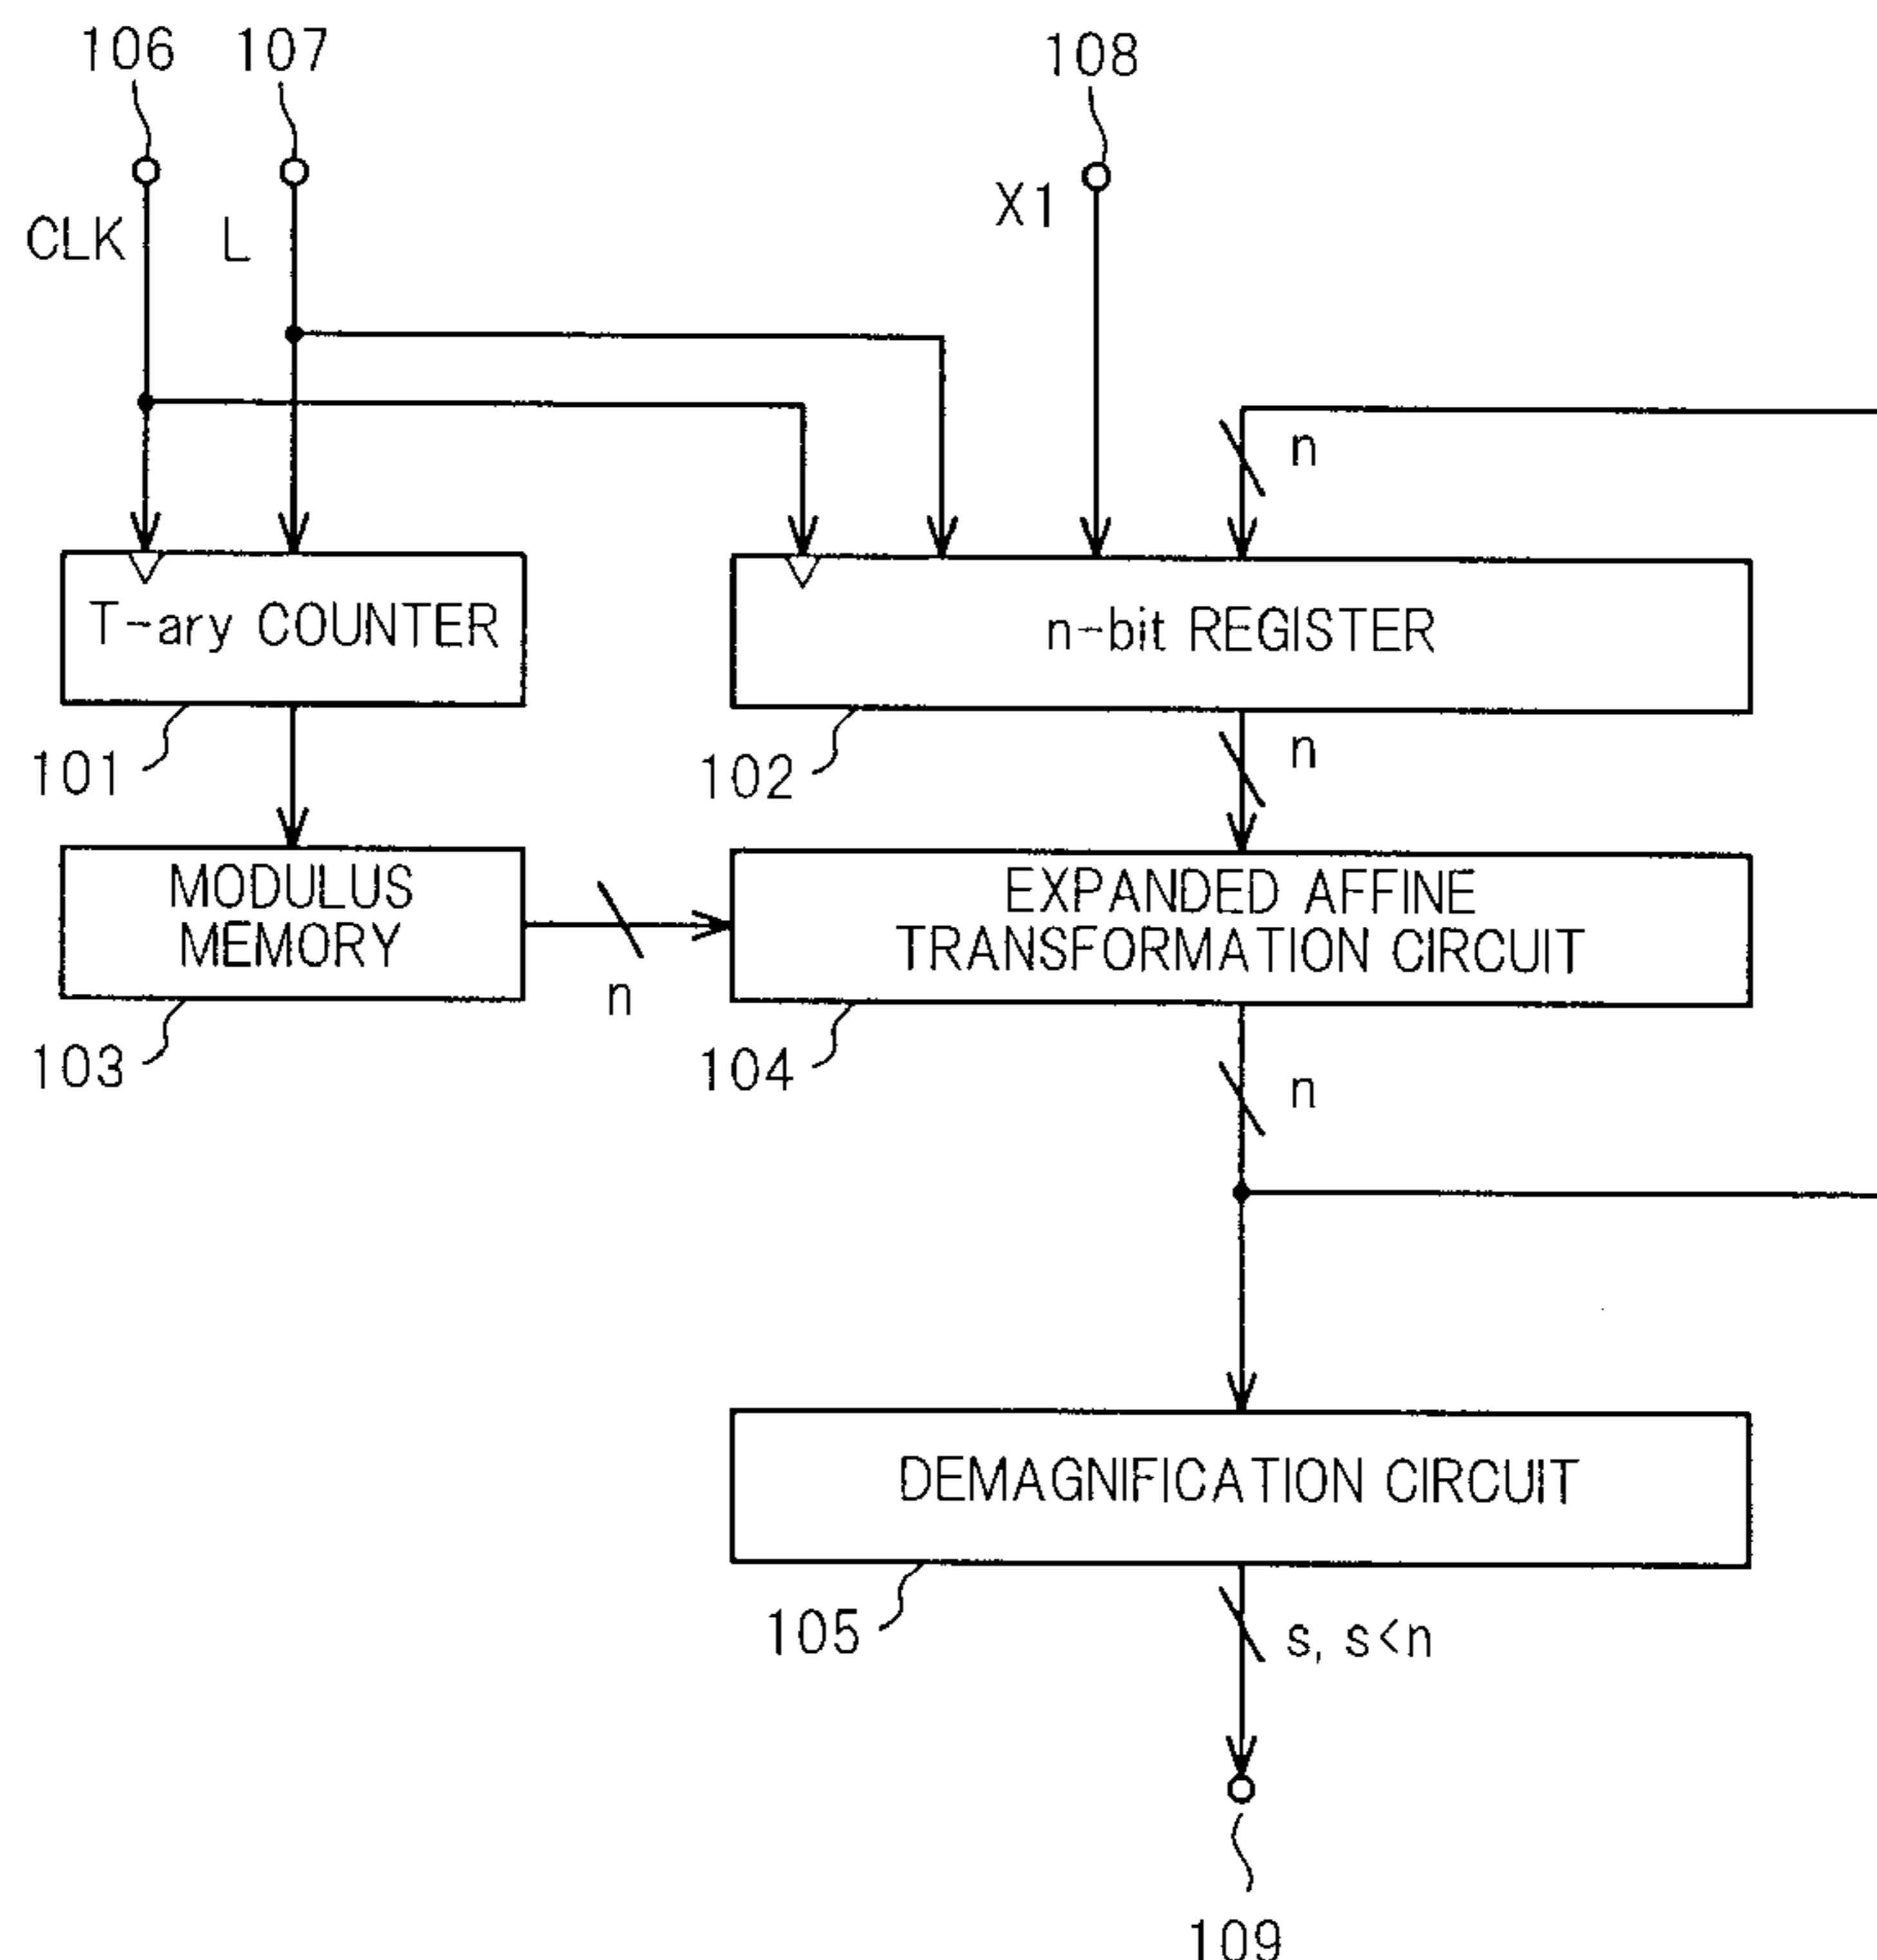 106 107 108
X1
CLK L
n
T-ary COUNTER n-bit REGISTER
101 102 n
MODULUS
MEMORY
EXPANDED AFFINE
TRANSFORMATION CIRCUIT
n
103 104 n
DEMAGNIFICATION CIRCUIT
105 s, s<n
109